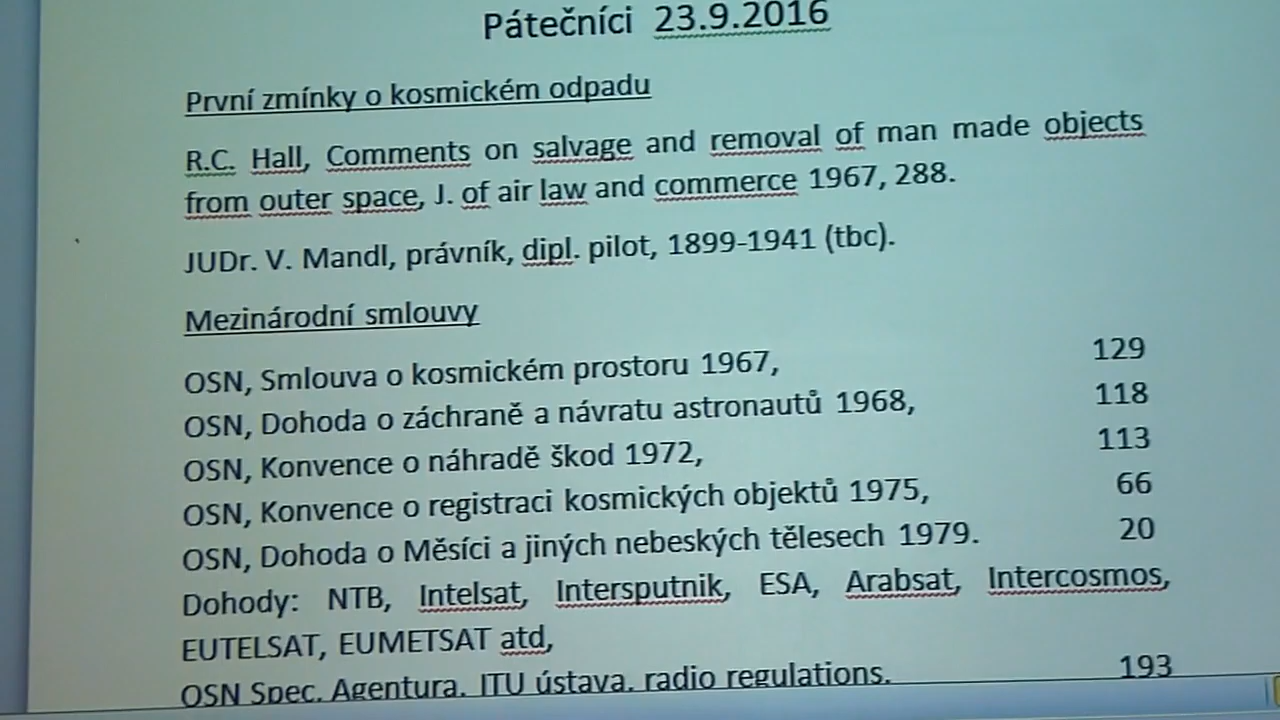 Pátečníci 23.9.2016
První zmínky o kosmickém odpadu
R.C. Hall, Comments on salvage and removal of man made objects
from outer space, J. of air law and commerce 1967, 288.
JUDr. V. Mandl, právník, dipl. pilot, 1899-1941 (tbc).
Mezinárodní smlouvy
OSN, Smlouva o kosmickém prostoru 1967, 129
OSN, Dohoda o záchraně a návratu astronautů 1968, 118
OSN, Konvence o náhradě škod 1972, 113
OSN, Konvence o registraci kosmických objektů 1975, 66
OSN, Dohoda o Měsíci a jiných nebeských tělesech 1979. 20
Dohody: NTB, Intelsat, Intersputnik, ESA, Arabsat, Intercosmos,
EUTELSAT, EUMETSAT atd,
OSN Spec. Agentura. ITU ústava. radio regulations. 193